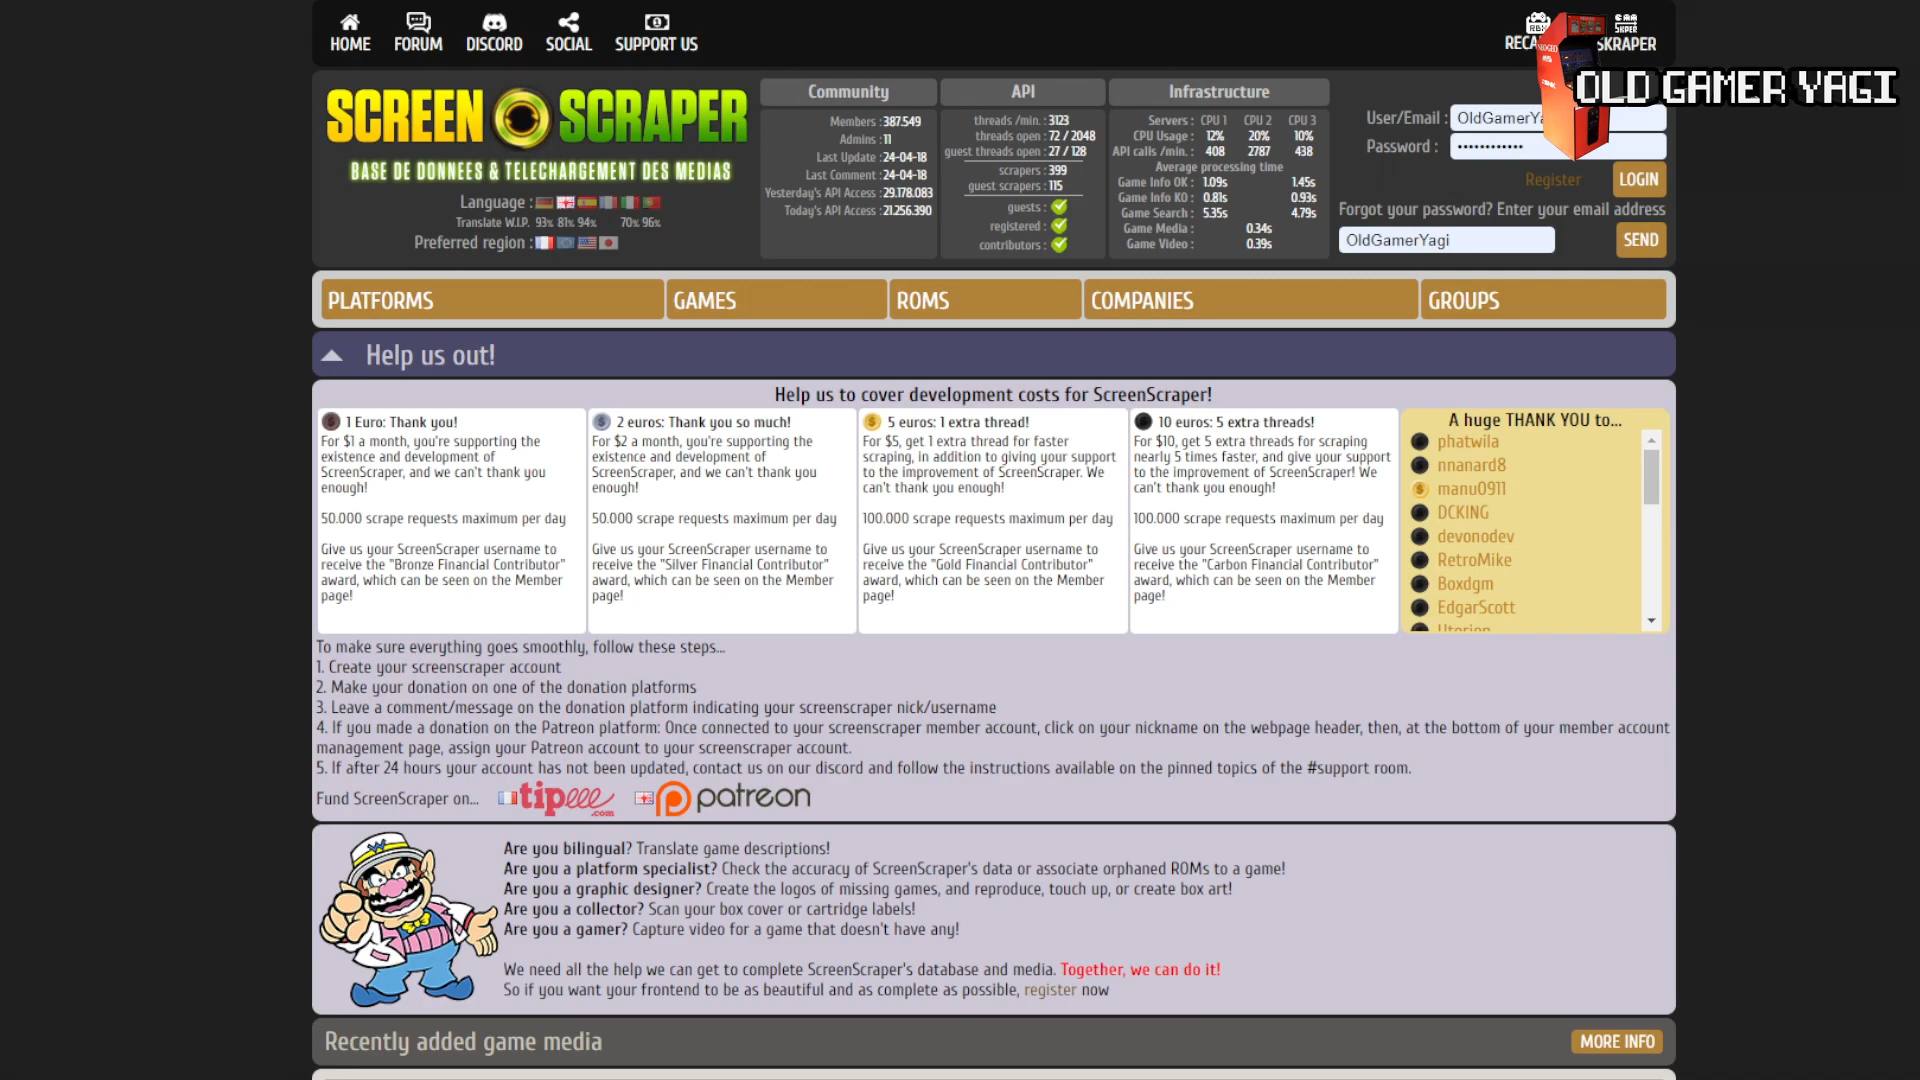 HOME
FORUM
DISCORD
SOCIAL
SUPPORT US
SKRAPER
OLD GAMER YAGI
SCREEN SCRAPER
BASE DE DONNEES & TELECHARGEMENT DES MEDIAS
Language :
Translate W.I.P. 93% 81% 94% 70% 96%
Preferred region :
Community
Members : 387.549
Admins : 11
Last Update : 24-04-18
Last Comment : 24-04-18
Yesterday's API Access : 29.178.083
Today's API Access : 21.256.390
API
threads /min. : 3123
threads open : 72 / 2048
guest threads open : 27 / 128
scrapers : 399
guest scrapers : 115
guests :
registered :
contributors :
Infrastructure
Servers : CPU 1 CPU 2 CPU 3
CPU Usage : 12% 20% 10%
API calls /min. : 408 2787 438
Average processing time
Game Info OK : 1.09s 1.45s
Game Info KO : 0.81s 0.93s
Game Search : 5.35s 4.79s
Game Media : 0.34s
Game Video : 0.39s
User/Email :
Password : ••••••••••••
Register
LOGIN
Forgot your password? Enter your email address
OldGamerYagi
SEND
PLATFORMS
GAMES
ROMS
COMPANIES
GROUPS
Help us out!
Help us to cover development costs for ScreenScraper!
1 Euro: Thank you!
For $1 a month, you're supporting the
existence and development of
ScreenScraper, and we can't thank you
enough!
50.000 scrape requests maximum per day
Give us your ScreenScraper username to
receive the "Bronze Financial Contributor"
award, which can be seen on the Member
page!
2 euros: Thank you so much!
For $2 a month, you're supporting the
existence and development of
ScreenScraper, and we can't thank you
enough!
50.000 scrape requests maximum per day
Give us your ScreenScraper username to
receive the "Silver Financial Contributor"
award, which can be seen on the Member
page!
5 euros: 1 extra thread!
For $5, get 1 extra thread for faster
scraping, in addition to giving your support
to the improvement of ScreenScraper. We
can't thank you enough!
100.000 scrape requests maximum per day
Give us your ScreenScraper username to
receive the "Gold Financial Contributor"
award, which can be seen on the Member
page!
10 euros: 5 extra threads!
For $10, get 5 extra threads for scraping
nearly 5 times faster, and give your support
to the improvement of ScreenScraper! We
can't thank you enough!
100.000 scrape requests maximum per day
Give us your ScreenScraper username to
receive the "Carbon Financial Contributor"
award, which can be seen on the Member
page!
A huge THANK YOU to...
phatwila
nnanard8
manu0911
DCKING
devonodev
RetroMike
Boxdgm
EdgarScott
To make sure everything goes smoothly, follow these steps...
1. Create your screenscraper account
2. Make your donation on one of the donation platforms
3. Leave a comment/message on the donation platform indicating your screenscraper nick/username
4. If you made a donation on the Patreon platform: Once connected to your screenscraper member account, click on your nickname on the webpage header, then, at the bottom of your member account
management page, assign your Patreon account to your screenscraper account.
5. If after 24 hours your account has not been updated, contact us on our discord and follow the instructions available on the pinned topics of the #support room.
Fund ScreenScraper on... tipeee.com patreon
Are you bilingual? Translate game descriptions!
Are you a platform specialist? Check the accuracy of ScreenScraper's data or associate orphaned ROMs to a game!
Are you a graphic designer? Create the logos of missing games, and reproduce, touch up, or create box art!
Are you a collector? Scan your box cover or cartridge labels!
Are you a gamer? Capture video for a game that doesn't have any!
We need all the help we can get to complete ScreenScraper's database and media. Together, we can do it!
So if you want your frontend to be as beautiful and as complete as possible, register now
Recently added game media
MORE INFO